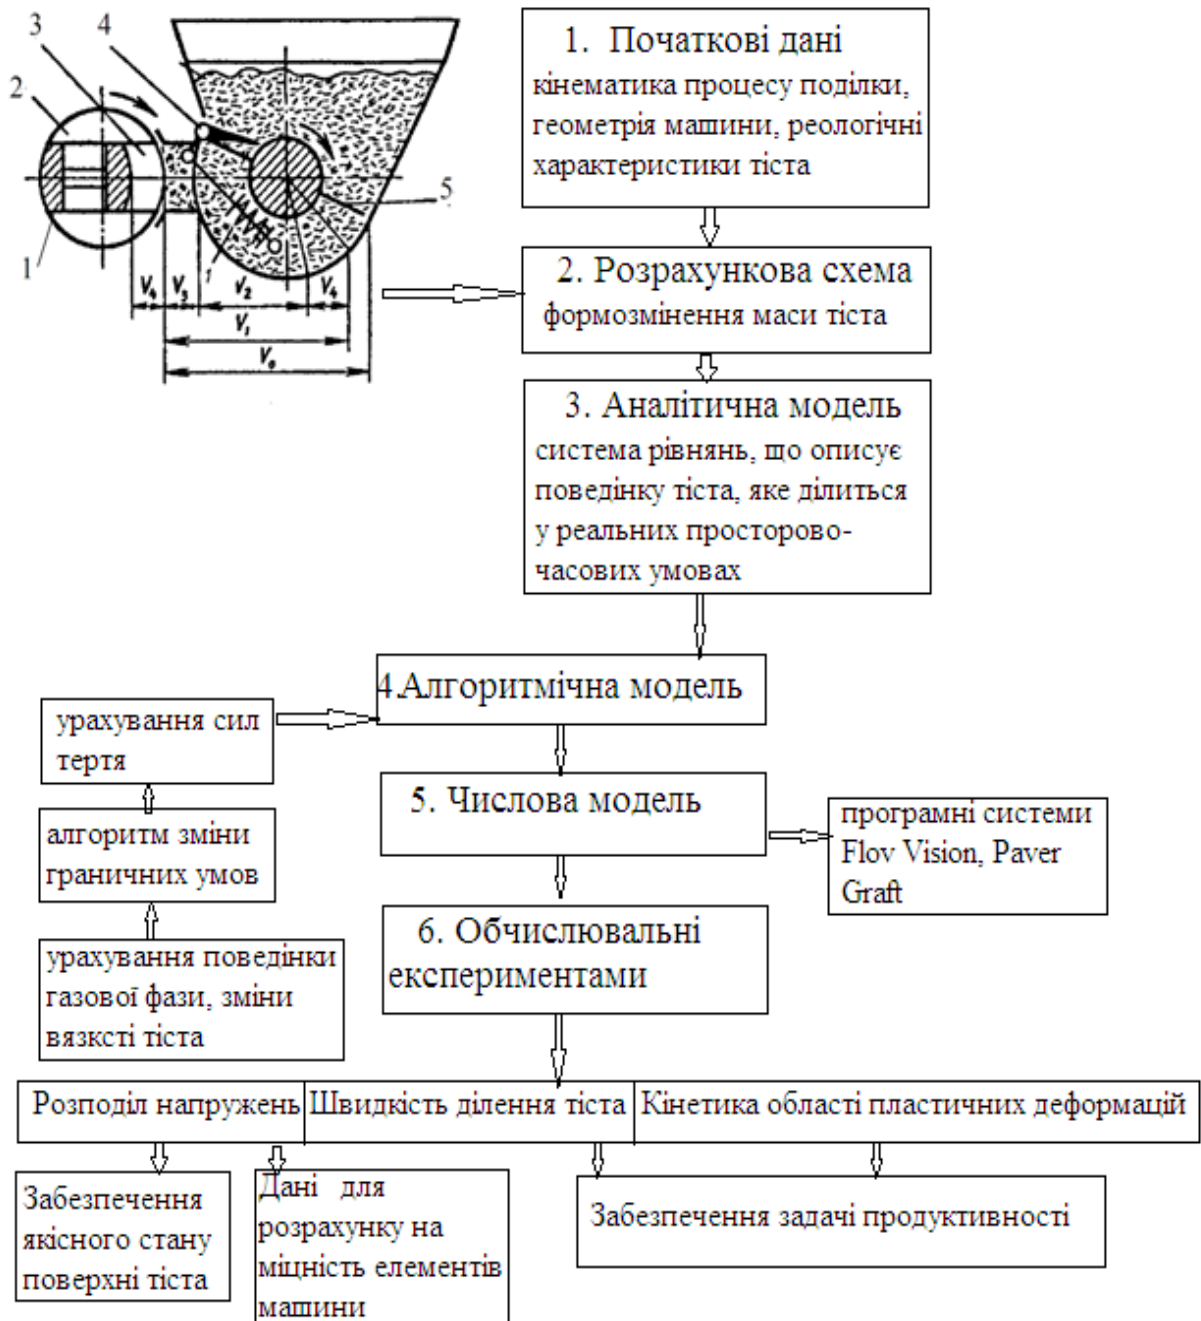 3
4
2
1
5
1
V₄
V₃
V₂
V₄
V₁
V₀
1. Початкові дані
кінематика процесу поділки,
геометрія машини, реологічні
характеристики тіста
2. Розрахункова схема
формозмінення маси тіста
3. Аналітична модель
система рівнянь, що описує
поведінку тіста, яке ділиться
у реальних просторово-
часових умовах
4.Алгоритмічна модель
урахування сил
тертя
алгоритм зміни
граничних умов
урахування поведінки
газової фази, зміни
вязксті тіста
5. Числова модель
програмні системи
Flov Vision, Paver
Graft
6. Обчислювальні
експериментами
Розподіл напружень
Швидкість ділення тіста
Кінетика області пластичних деформацій
Забезпечення
якісного стану
поверхні тіста
Дані для
розрахунку на
міцність елементів
машини
Забезпечення задачі продуктивності